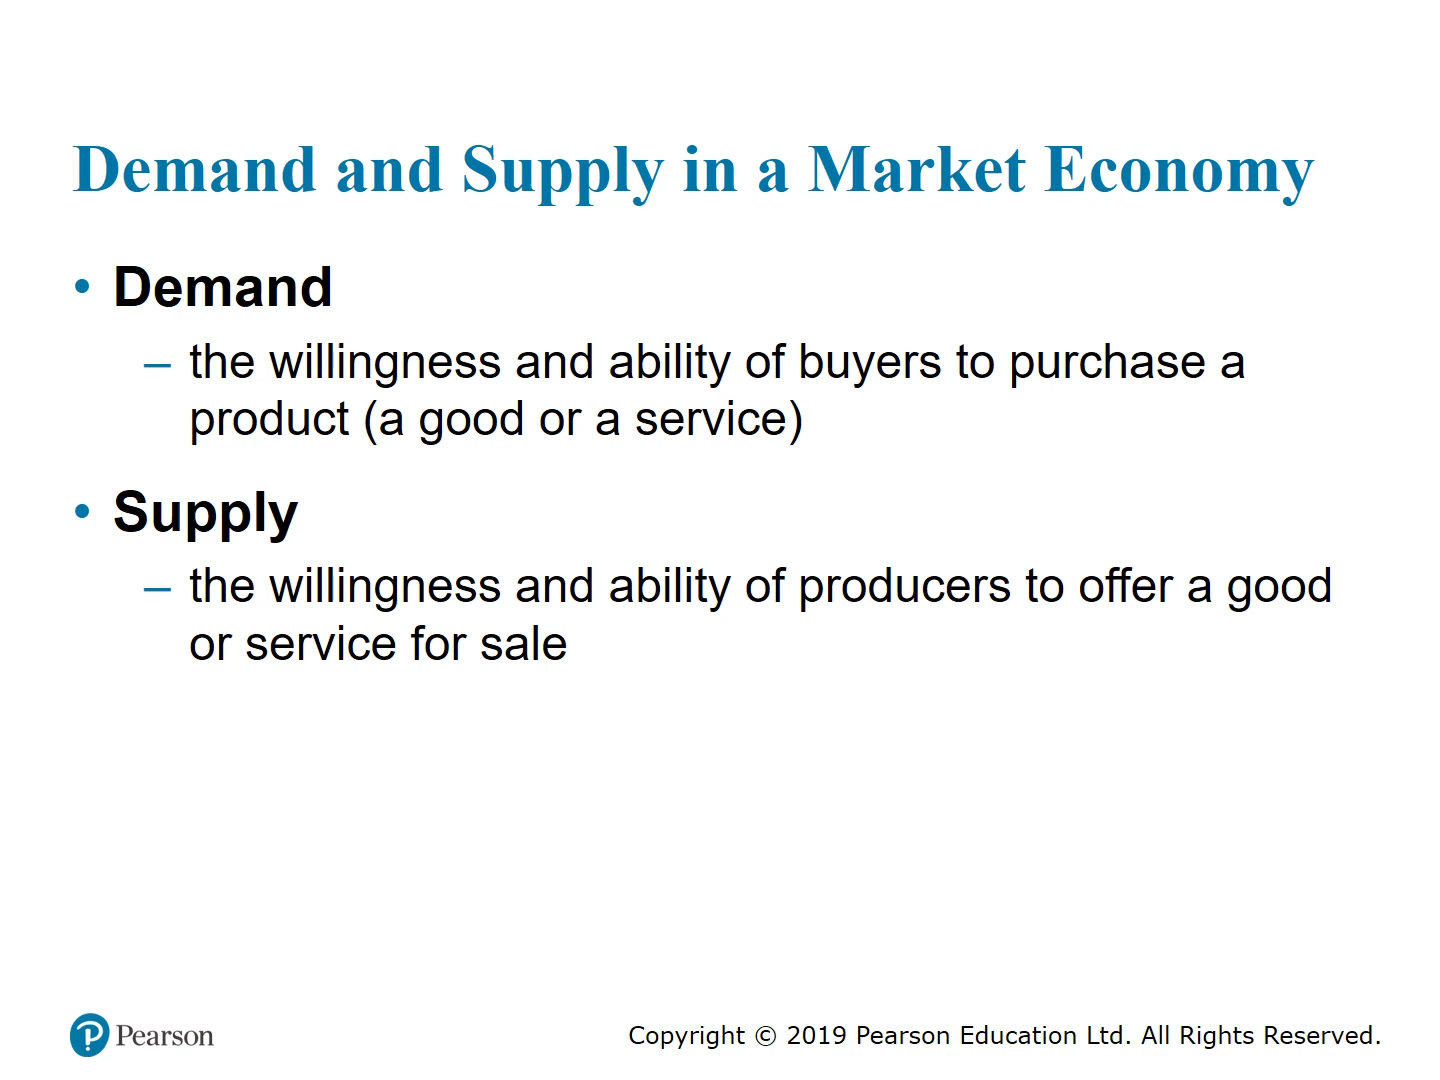 Demand and Supply in a Market Economy
• Demand
– the willingness and ability of buyers to purchase a
product (a good or a service)
• Supply
– the willingness and ability of producers to offer a good
or service for sale
Pearson
Copyright © 2019 Pearson Education Ltd. All Rights Reserved.